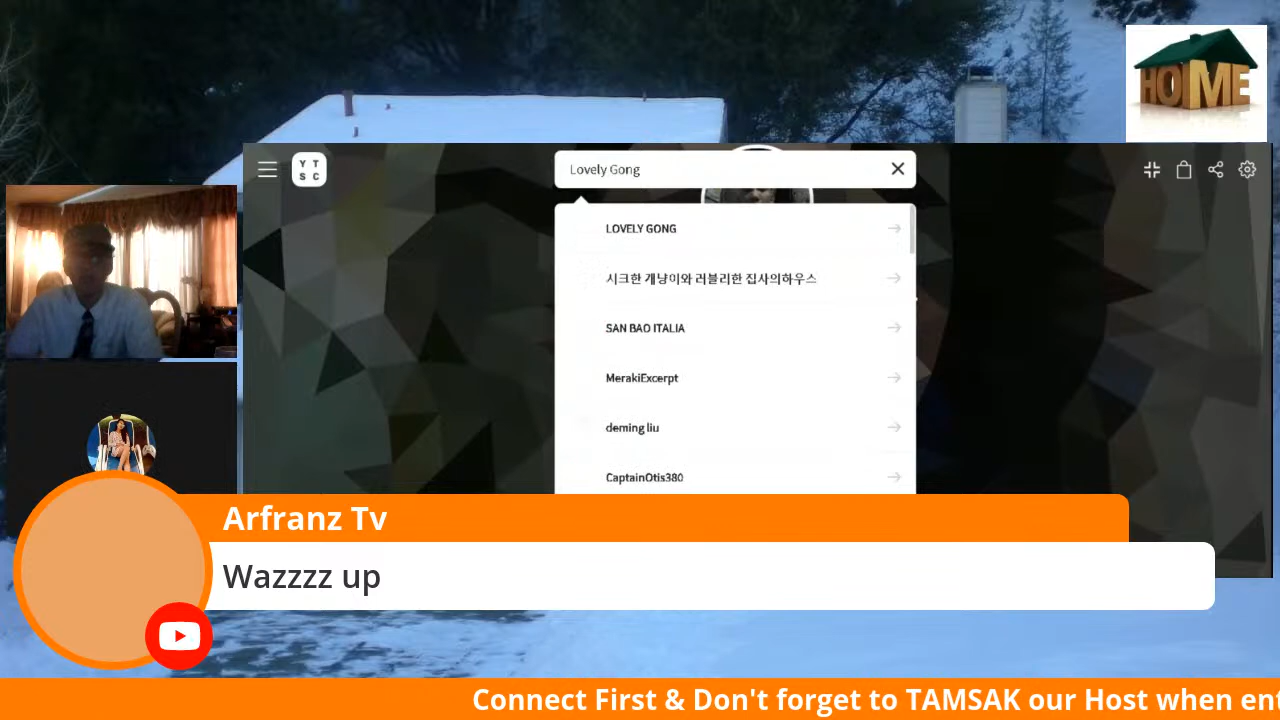 HOME
Y T
S C
Lovely Gong
LOVELY GONG
시크한 개냥이와 러블리한 집사의하우스
SAN BAO ITALIA
MerakiExcerpt
deming liu
CaptainOtis380
Arfranz Tv
Wazzzz up
Connect First & Don't forget to TAMSAK our Host when ent